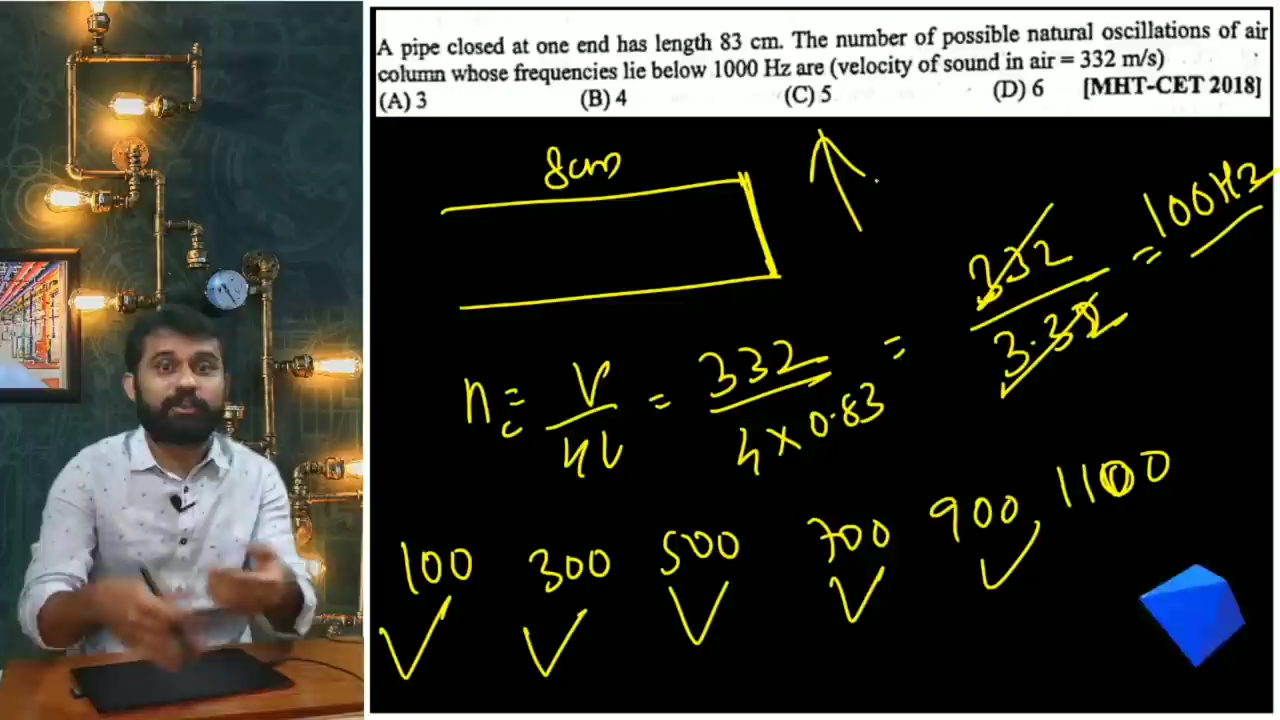 A pipe closed at one end has length 83 cm. The number of possible natural oscillations of air
column whose frequencies lie below 1000 Hz are (velocity of sound in air = 332 m/s)
(A) 3 (B) 4 (C) 5 (D) 6 [MHT-CET 2018]
8cm
n_c = V/4L = 332/4×0.83 = 332/3.32 = 100Hz
100 300 500 700 900, 1100